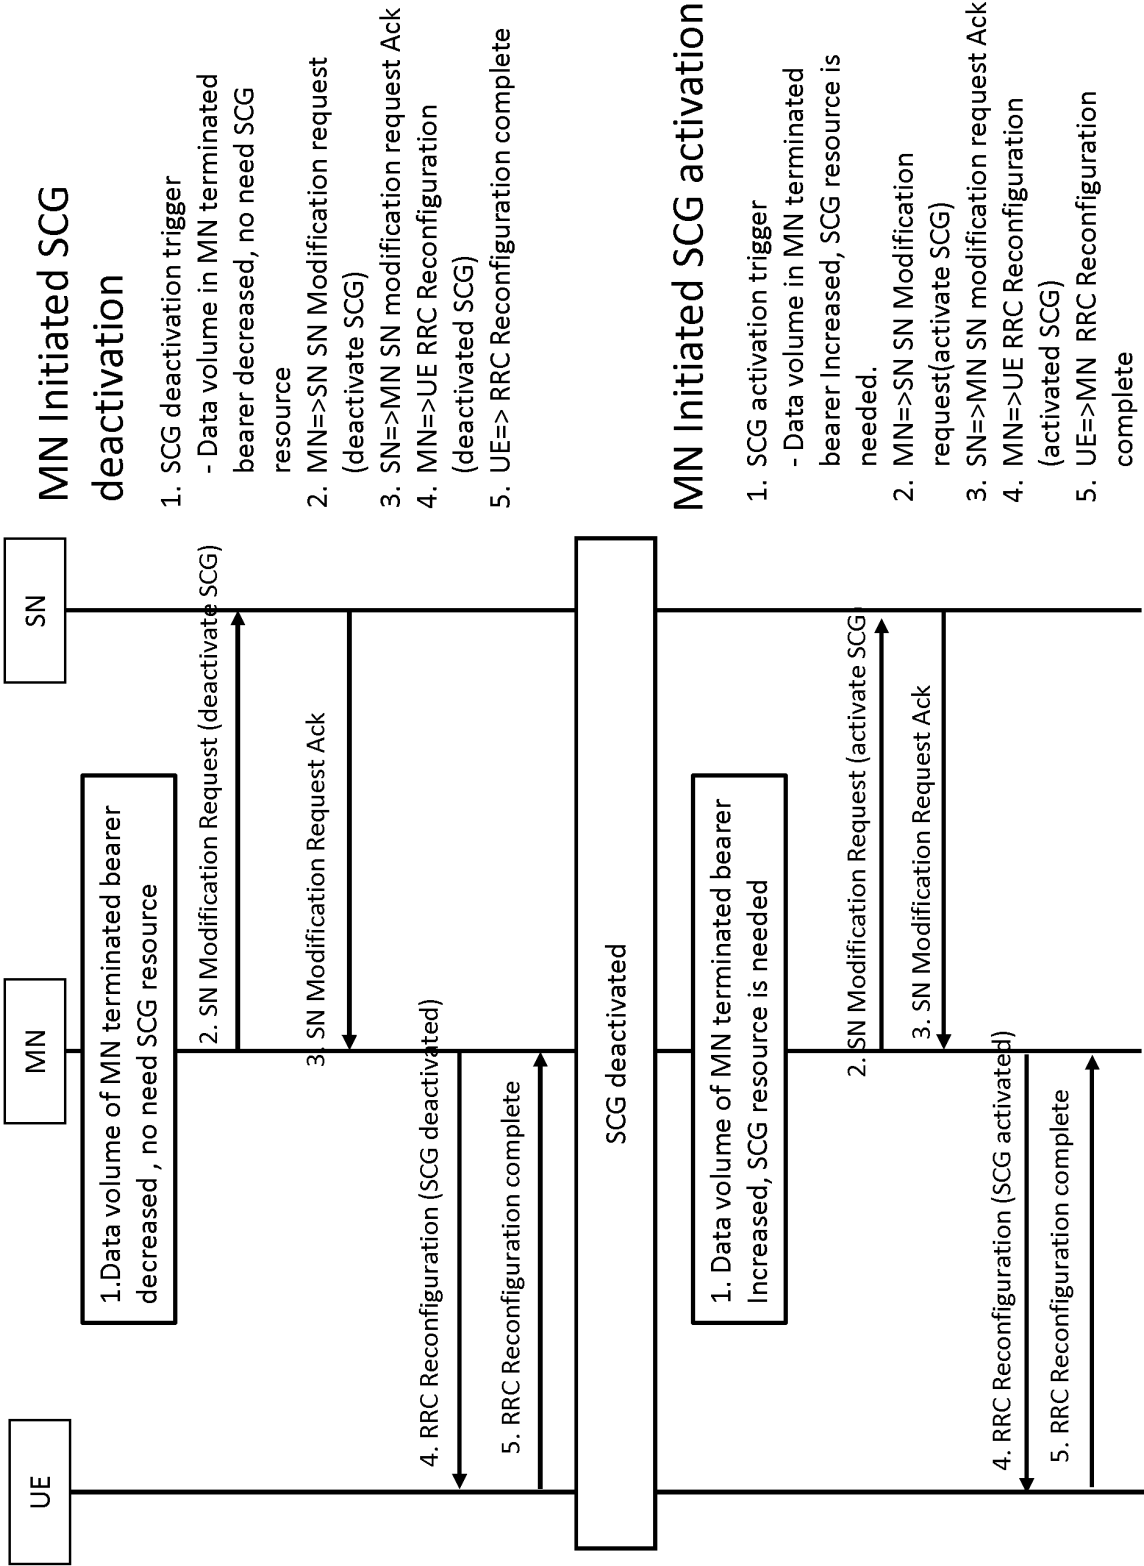 UE
MN
SN
1.Data volume of MN terminated bearer
decreased , no need SCG resource
2. SN Modification Request (deactivate SCG)
3. SN Modification Request Ack
4. RRC Reconfiguration (SCG deactivated)
5. RRC Reconfiguration complete
SCG deactivated
1. Data volume of MN terminated bearer
Increased, SCG resource is needed
2. SN Modification Request (activate SCG)
3. SN Modification Request Ack
4. RRC Reconfiguration (SCG activated)
5. RRC Reconfiguration complete
MN Initiated SCG
deactivation
1. SCG deactivation trigger
- Data volume in MN terminated
bearer decreased, no need SCG
resource
2. MN=>SN SN Modification request
(deactivate SCG)
3. SN=>MN SN modification request Ack
4. MN=>UE RRC Reconfiguration
(deactivated SCG)
5. UE=> RRC Reconfiguration complete
MN Initiated SCG activation
1. SCG activation trigger
- Data volume in MN terminated
bearer Increased, SCG resource is
needed.
2. MN=>SN SN Modification
request(activate SCG)
3. SN=>MN SN modification request Ack
4. MN=>UE RRC Reconfiguration
(activated SCG)
5. UE=>MN RRC Reconfiguration
complete